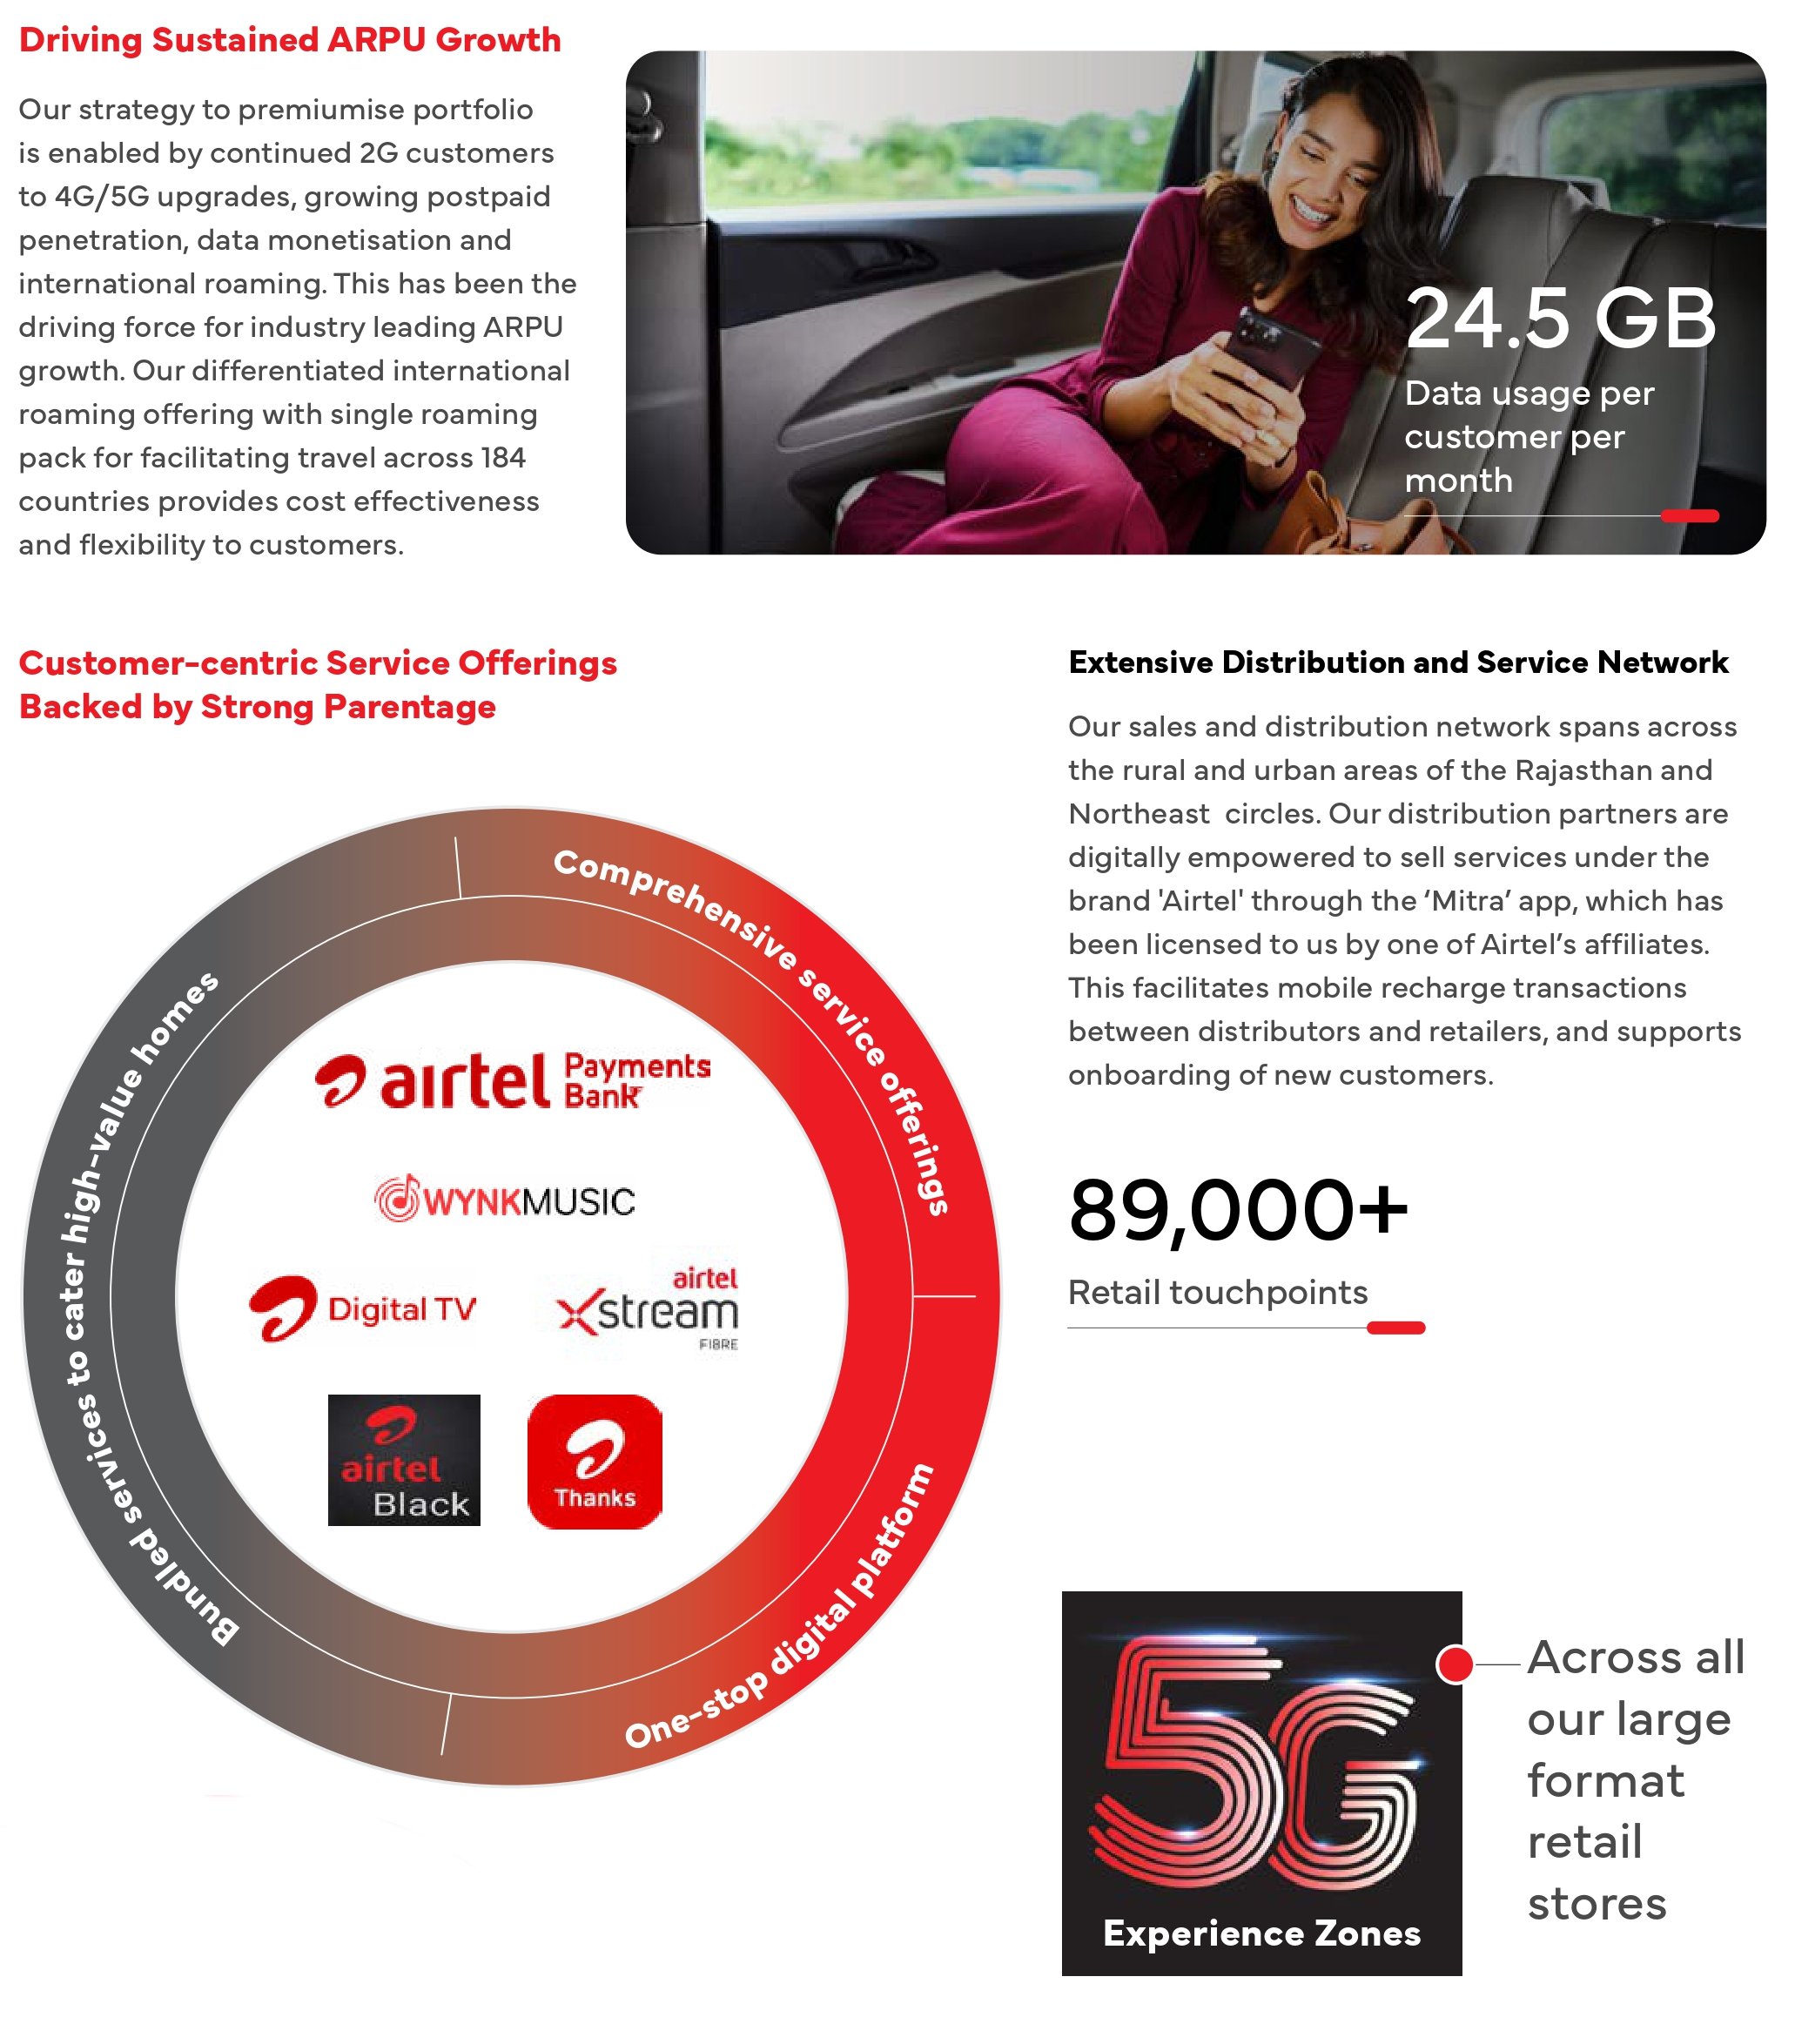 Driving Sustained ARPU Growth
Our strategy to premiumise portfolio
is enabled by continued 2G customers
to 4G/5G upgrades, growing postpaid
penetration, data monetisation and
international roaming. This has been the
driving force for industry leading ARPU
growth. Our differentiated international
roaming offering with single roaming
pack for facilitating travel across 184
countries provides cost effectiveness
and flexibility to customers.
24.5 GB
Data usage per
customer per
month
Customer-centric Service Offerings
Backed by Strong Parentage
Comprehensive service offerings
One-stop digital platform
Bundled services to cater high-value homes
airtel Payments
Bank
WYNKMUSIC
Digital TV
airtel
Xstream
FIBRE
airtel
Black
Thanks
Extensive Distribution and Service Network
Our sales and distribution network spans across
the rural and urban areas of the Rajasthan and
Northeast  circles. Our distribution partners are
digitally empowered to sell services under the
brand 'Airtel' through the ‘Mitra’ app, which has
been licensed to us by one of Airtel’s affiliates.
This facilitates mobile recharge transactions
between distributors and retailers, and supports
onboarding of new customers.
89,000+
Retail touchpoints
5G
Experience Zones
Across all
our large
format
retail
stores